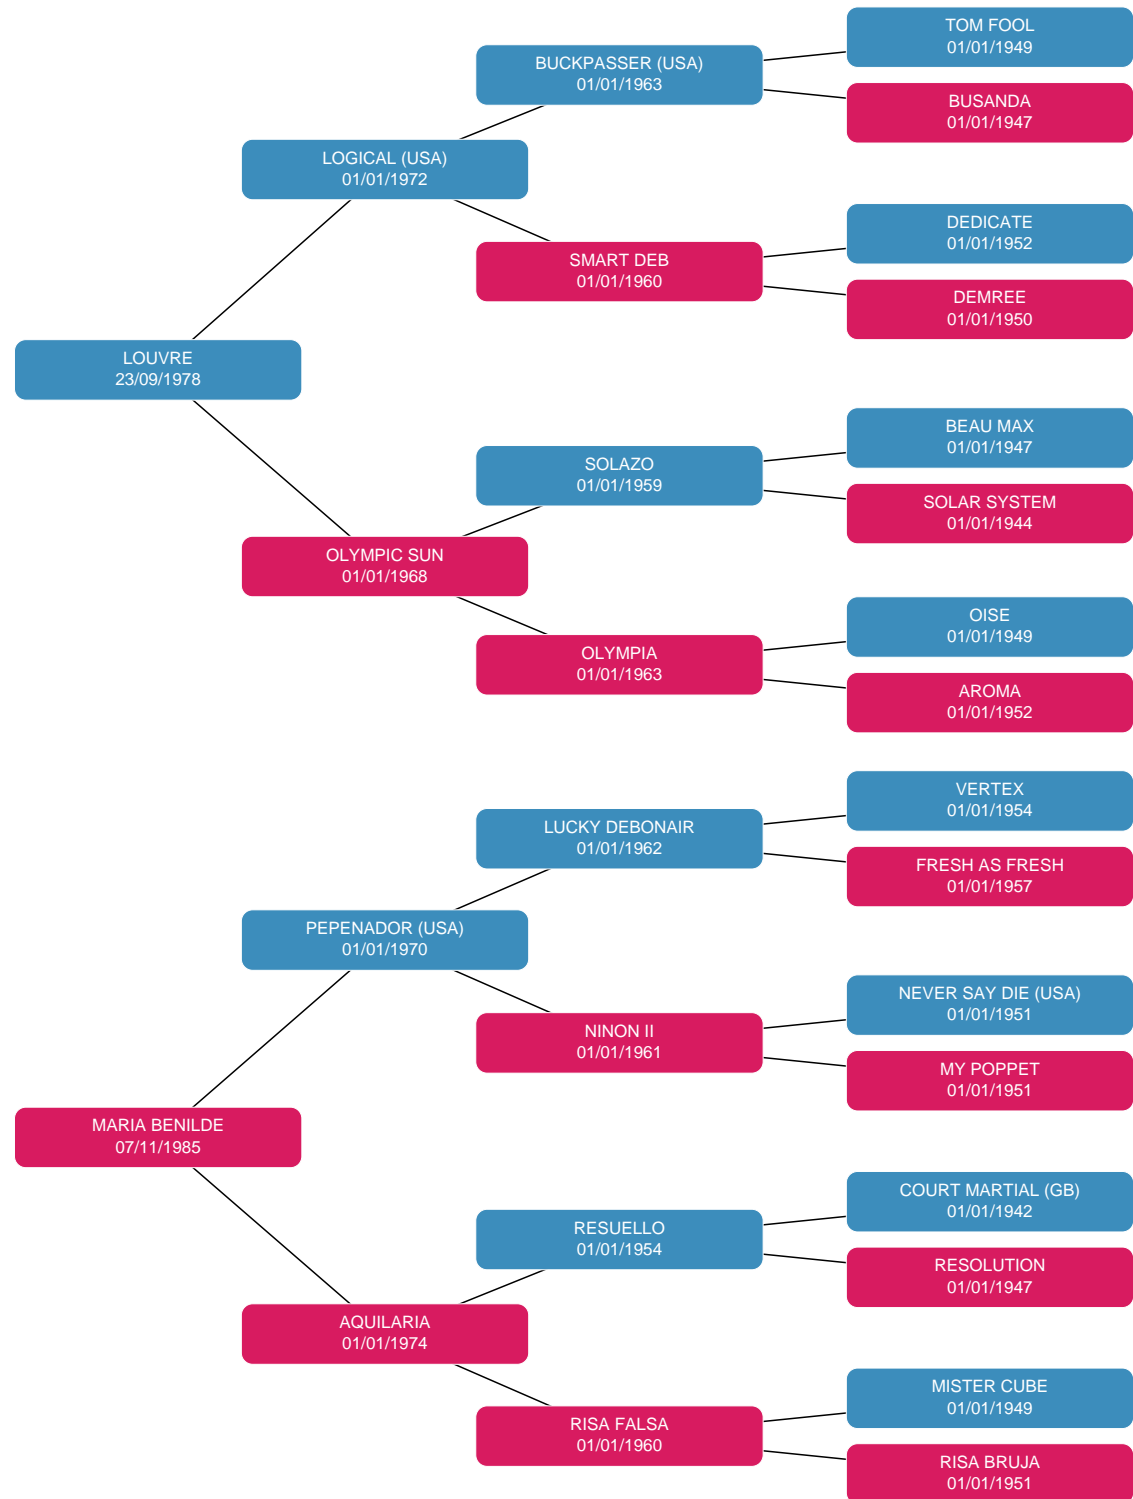 TOM FOOL
01/01/1949
BUCKPASSER (USA)
01/01/1963
BUSANDA
01/01/1947
LOGICAL (USA)
01/01/1972
DEDICATE
01/01/1952
SMART DEB
01/01/1960
DEMREE
01/01/1950
LOUVRE
23/09/1978
BEAU MAX
01/01/1947
SOLAZO
01/01/1959
SOLAR SYSTEM
01/01/1944
OLYMPIC SUN
01/01/1968
OISE
01/01/1949
OLYMPIA
01/01/1963
AROMA
01/01/1952
VERTEX
01/01/1954
LUCKY DEBONAIR
01/01/1962
FRESH AS FRESH
01/01/1957
PEPENADOR (USA)
01/01/1970
NEVER SAY DIE (USA)
01/01/1951
NINON II
01/01/1961
MY POPPET
01/01/1951
MARIA BENILDE
07/11/1985
COURT MARTIAL (GB)
01/01/1942
RESUELLO
01/01/1954
RESOLUTION
01/01/1947
AQUILARIA
01/01/1974
MISTER CUBE
01/01/1949
RISA FALSA
01/01/1960
RISA BRUJA
01/01/1951